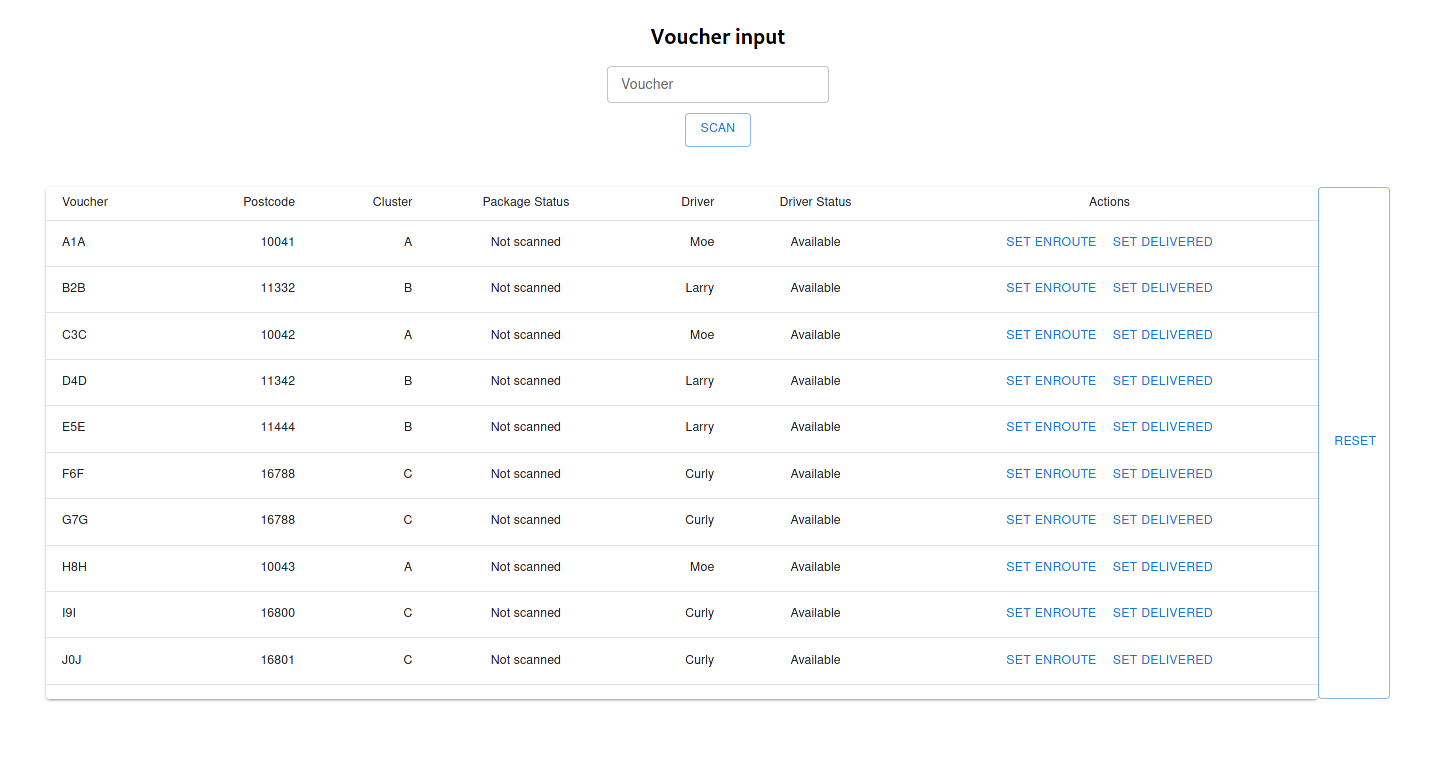 Voucher input
Voucher
SCAN
Voucher Postcode Cluster Package Status Driver Driver Status Actions
A1A 10041 A Not scanned Moe Available SET ENROUTE SET DELIVERED
B2B 11332 B Not scanned Larry Available SET ENROUTE SET DELIVERED
C3C 10042 A Not scanned Moe Available SET ENROUTE SET DELIVERED
D4D 11342 B Not scanned Larry Available SET ENROUTE SET DELIVERED
E5E 11444 B Not scanned Larry Available SET ENROUTE SET DELIVERED
RESET
F6F 16788 C Not scanned Curly Available SET ENROUTE SET DELIVERED
G7G 16788 C Not scanned Curly Available SET ENROUTE SET DELIVERED
H8H 10043 A Not scanned Moe Available SET ENROUTE SET DELIVERED
I9I 16800 C Not scanned Curly Available SET ENROUTE SET DELIVERED
J0J 16801 C Not scanned Curly Available SET ENROUTE SET DELIVERED